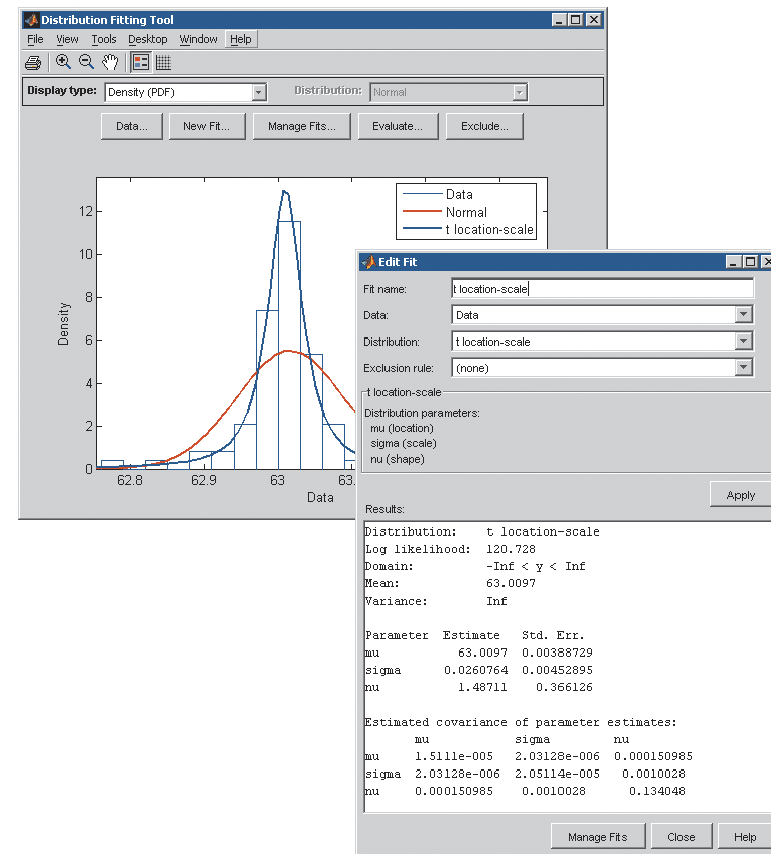 Distribution Fitting Tool
File View Tools Desktop Window Help
Display type: Density (PDF) Distribution: Normal
Data... New Fit... Manage Fits... Evaluate... Exclude...
Data
Normal
t location-scale
12
10
8
6
4
2
0
Density
62.8 62.9 63 63.
Data
Edit Fit
Fit name: t location-scale
Data: Data
Distribution: t location-scale
Exclusion rule: (none)
t location-scale
Distribution parameters:
mu (location)
sigma (scale)
nu (shape)
Apply
Results:
Distribution: t location-scale
Log likelihood: 120.728
Domain: -Inf < y < Inf
Mean: 63.0097
Variance: Inf
Parameter Estimate Std. Err.
mu 63.0097 0.00388729
sigma 0.0260764 0.00452895
nu 1.48711 0.366126
Estimated covariance of parameter estimates:
mu sigma nu
mu 1.5111e-005 2.03128e-006 0.000150985
sigma 2.03128e-006 2.05114e-005 0.0010028
nu 0.000150985 0.0010028 0.134048
Manage Fits Close Help